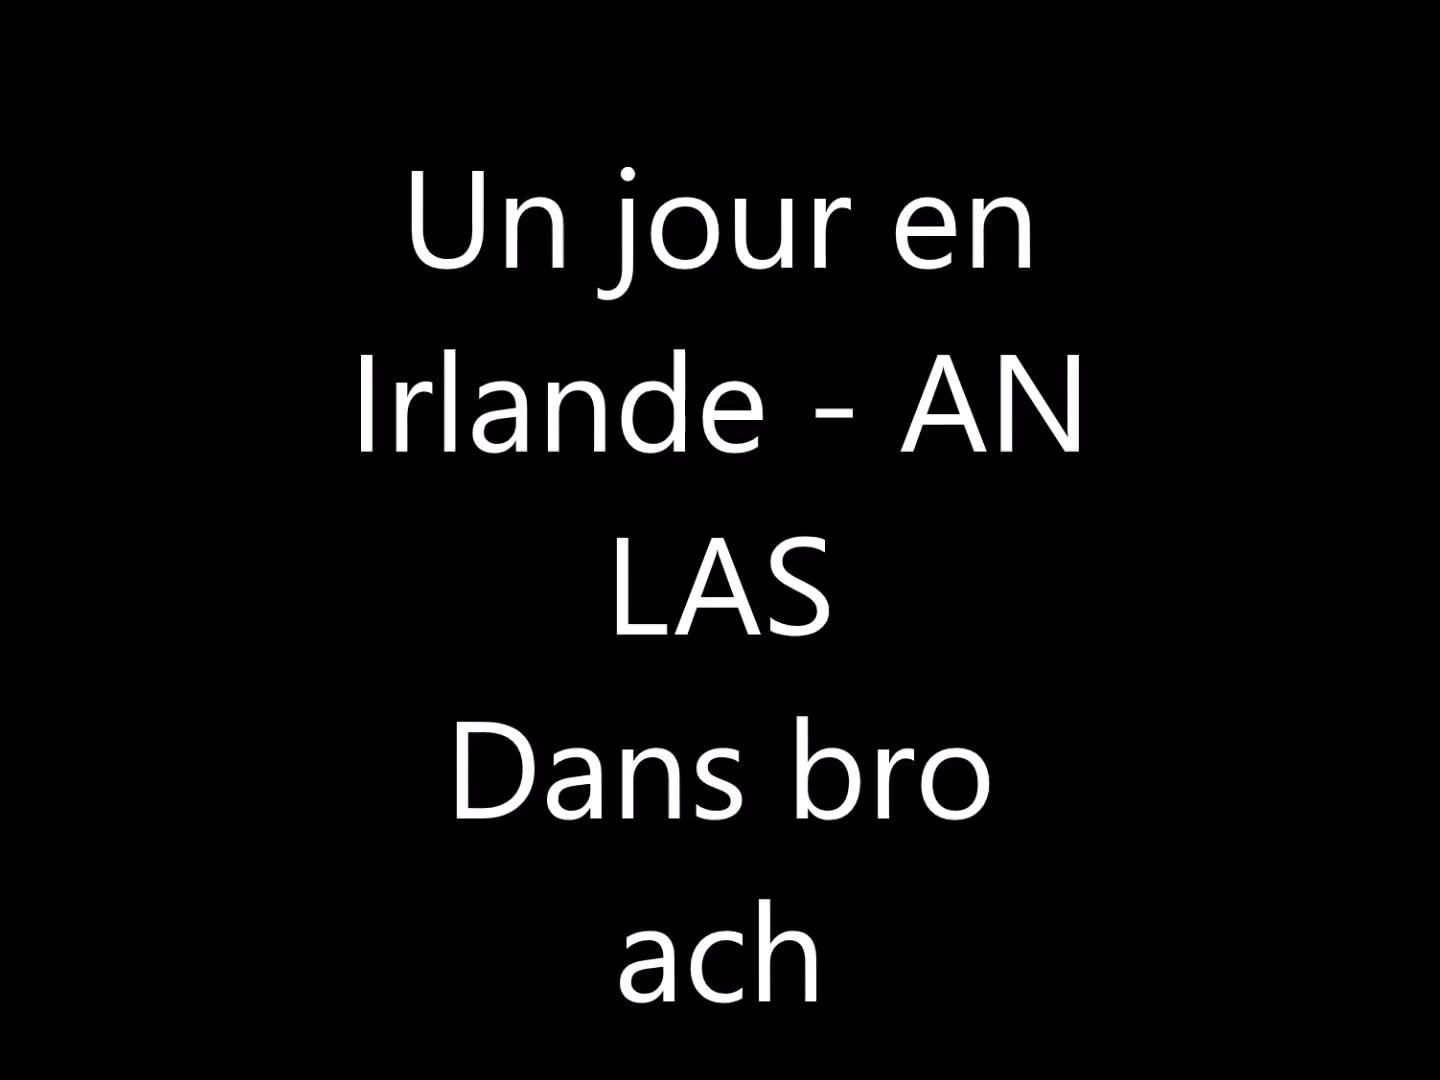 Un jour en
Irlande - AN
LAS
Dans bro
ach